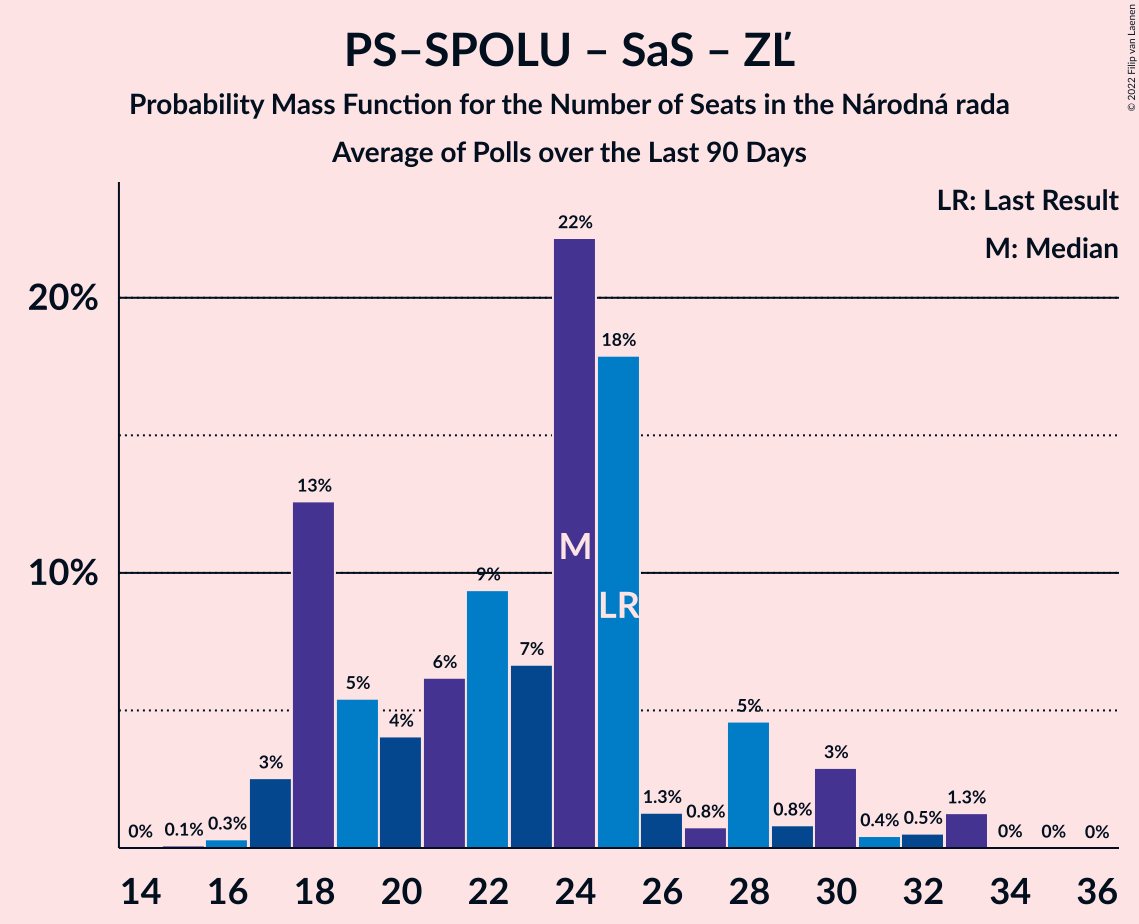 PS–SPOLU – SaS – ZĽ
Probability Mass Function for the Number of Seats in the Národná rada
Average of Polls over the Last 90 Days
© 2022 Filip van Laenen
LR: Last Result
M: Median
20%
10%
0%
0.1%
0.3%
3%
13%
5%
4%
6%
9%
7%
22%
18%
1.3%
0.8%
5%
0.8%
3%
0.4%
0.5%
1.3%
0%
0%
0%
M
LR
14 16 18 20 22 24 26 28 30 32 34 36